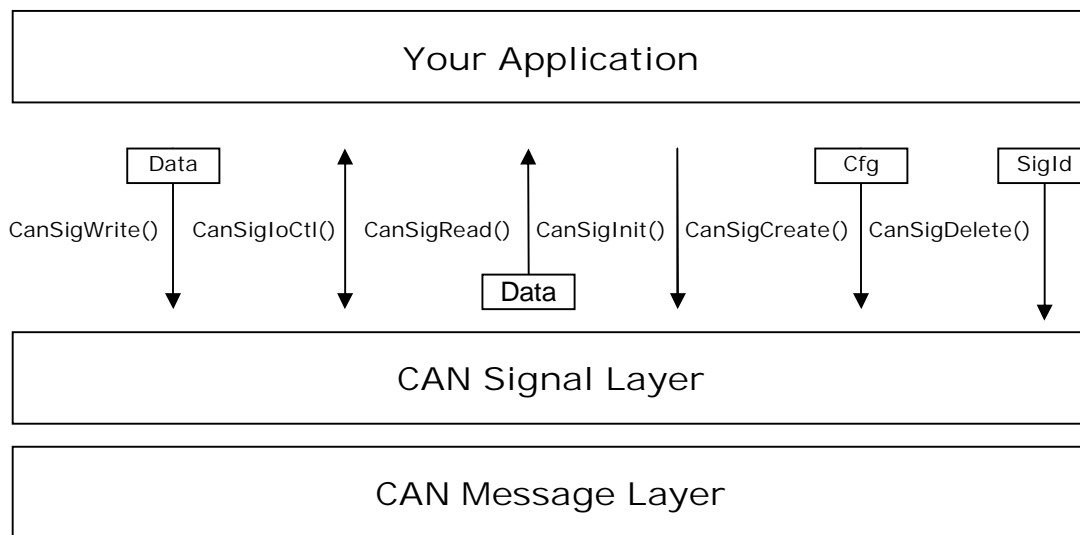 Your Application
Data Cfg SigId
CanSigWrite() CanSigIoCtl() CanSigRead() CanSigInit() CanSigCreate() CanSigDelete()
Data
CAN Signal Layer
CAN Message Layer